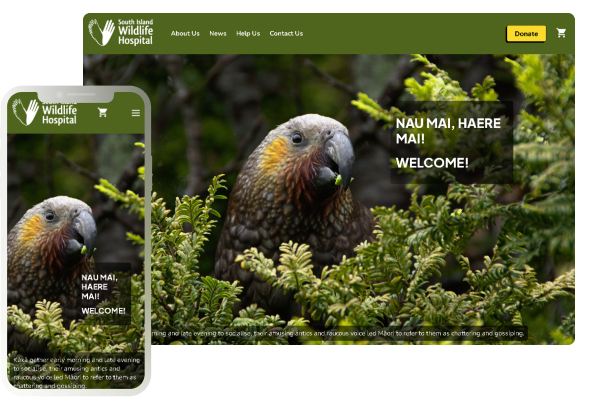 South Island
Wildlife
Hospital
About Us News Help Us Contact Us
Donate
NAU MAI, HAERE
MAI!
WELCOME!
ming and late evening to socialise, their amusing antics and raucous voice led Māori to refer to them as chattering and gossiping.
Wildlife
Hospital
NAU MAI,
HAERE
MAI!
WELCOME!
Kākā gather early morning and late evening
to socialise, their amusing antics and
raucous voice led Māori to refer to them as
chattering and gossiping.